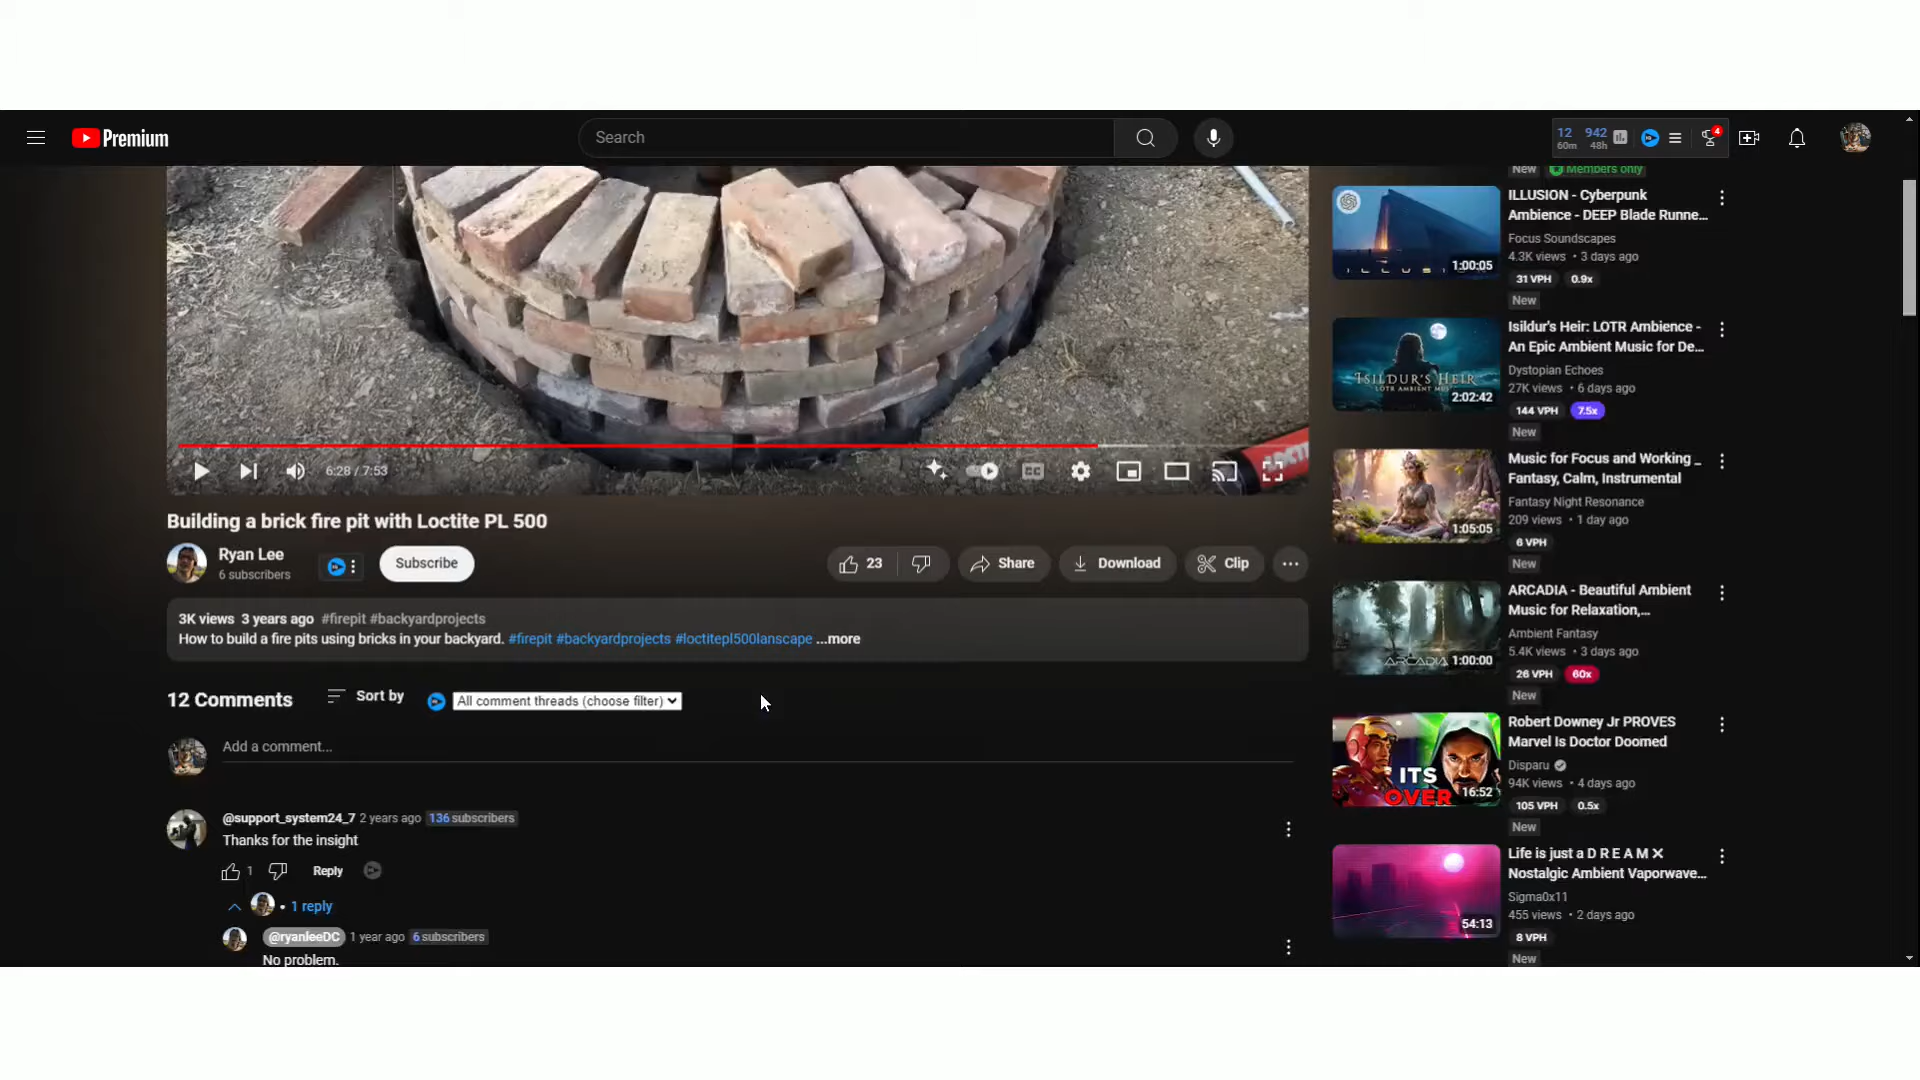 Premium
Search
12 942
60m 48h
4
6:28 / 7:53
CC
Building a brick fire pit with Loctite PL 500
Ryan Lee
6 subscribers
Subscribe
23
Share
Download
Clip
3K views 3 years ago #firepit #backyardprojects
How to build a fire pits using bricks in your backyard. #firepit #backyardprojects #loctitepl500lanscape ...more
12 Comments
Sort by
All comment threads (choose filter)
Add a comment...
@support_system24_7 2 years ago 136 subscribers
Thanks for the insight
1
Reply
• 1 reply
@ryanleeDC 1 year ago 6 subscribers
No problem.
New Members only
1:00:05
ILLUSION - Cyberpunk
Ambience - DEEP Blade Runne...
Focus Soundscapes
4.3K views • 3 days ago
31 VPH 0.9x
New
ISILDUR'S HEIR
LOTR AMBIENT MUSIC
2:02:42
Isildur's Heir: LOTR Ambience -
An Epic Ambient Music for De...
Dystopian Echoes
27K views • 6 days ago
144 VPH 7.5x
New
1:05:05
Music for Focus and Working _
Fantasy, Calm, Instrumental
Fantasy Night Resonance
209 views • 1 day ago
6 VPH
New
ARCADIA
1:00:00
ARCADIA - Beautiful Ambient
Music for Relaxation,...
Ambient Fantasy
5.4K views • 3 days ago
26 VPH 60x
New
ITS
OVER
16:52
Robert Downey Jr PROVES
Marvel Is Doctor Doomed
Disparu
94K views • 4 days ago
105 VPH 0.5x
New
54:13
Life is just a D R E A M ✕
Nostalgic Ambient Vaporwave...
Sigma0x11
455 views • 2 days ago
8 VPH
New